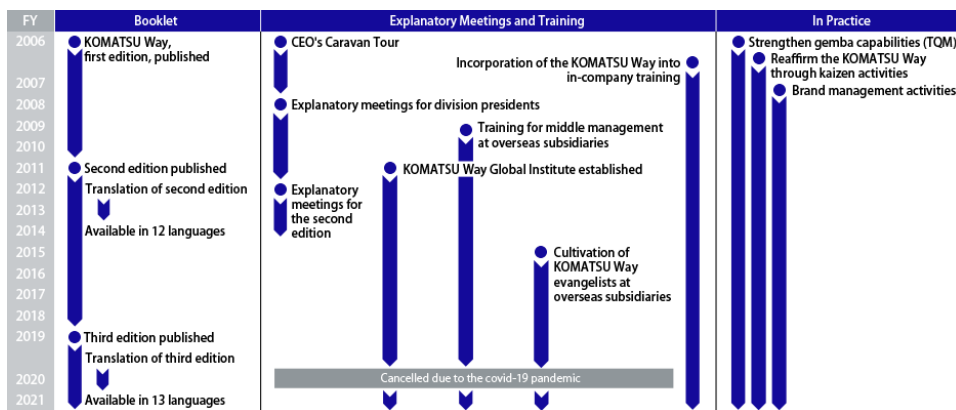 FY
Booklet
Explanatory Meetings and Training
In Practice
2006
KOMATSU Way,
first edition, published
CEO's Caravan Tour
Incorporation of the KOMATSU Way into
in-company training
Strengthen gemba capabilities (TQM)
Reaffirm the KOMATSU Way
through kaizen activities
2007
Brand management activities
2008
Explanatory meetings for division presidents
2009
Training for middle management
at overseas subsidiaries
2010
2011
Second edition published
KOMATSU Way Global Institute established
2012
Translation of second edition
Explanatory
meetings for
the second
edition
2013
2014
Available in 12 languages
2015
Cultivation of
KOMATSU Way
evangelists at
overseas subsidiaries
2016
2017
2018
2019
Third edition published
Translation of third edition
2020
Cancelled due to the covid-19 pandemic
2021
Available in 13 languages